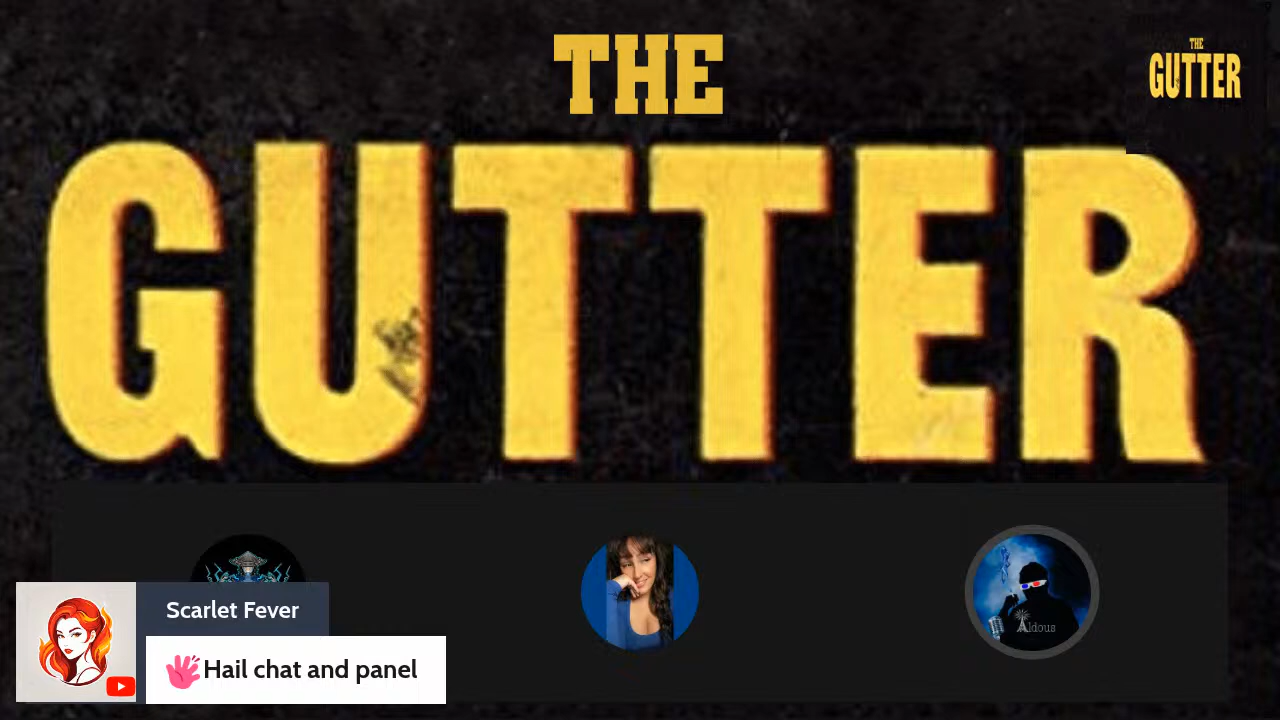 THE
GUTTER
THE
GUTTER
Aldous
Scarlet Fever
Hail chat and panel